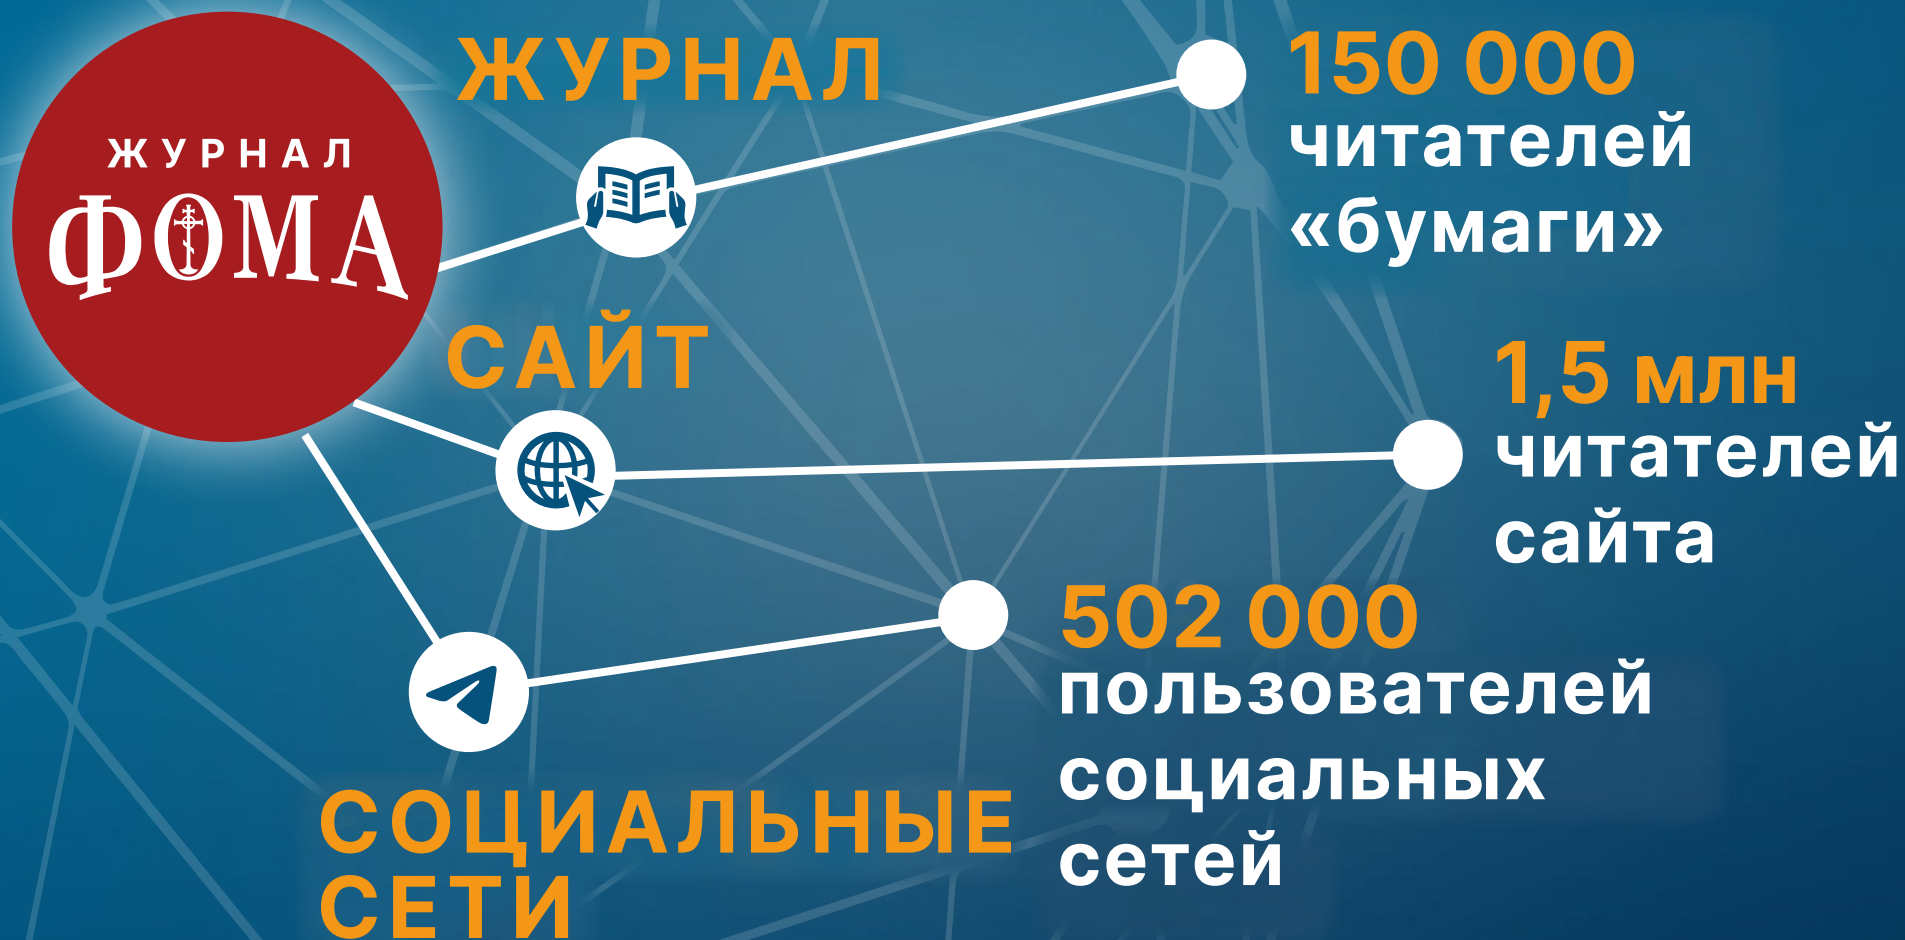 ЖУРНАЛ
ФОМА
ЖУРНАЛ
150 000
читателей
«бумаги»
САЙТ
1,5 млн
читателей
сайта
СОЦИАЛЬНЫЕ
СЕТИ
502 000
пользователей
социальных
сетей